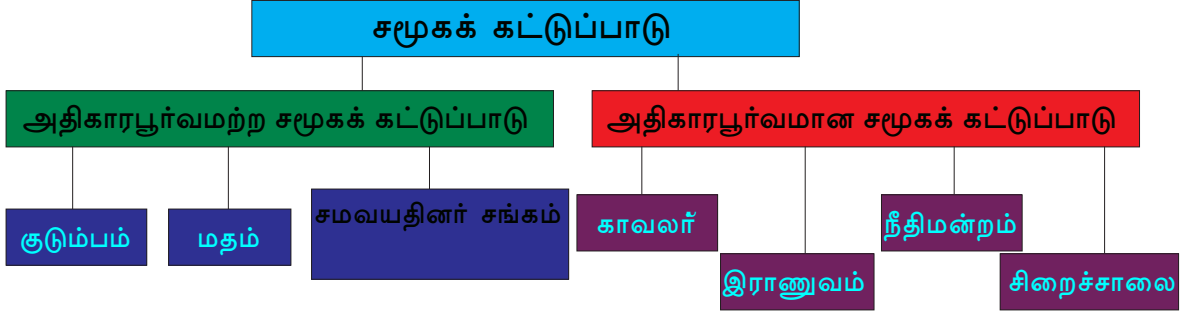 சமூகக் கட்டுப்பாடு
அதிகாரபூர்வமற்ற சமூகக் கட்டுப்பாடு
அதிகாரபூர்வமான சமூகக் கட்டுப்பாடு
குடும்பம்
மதம்
சமவயதினர் சங்கம்
காவலர்
இராணுவம்
நீதிமன்றம்
சிறைச்சாலை